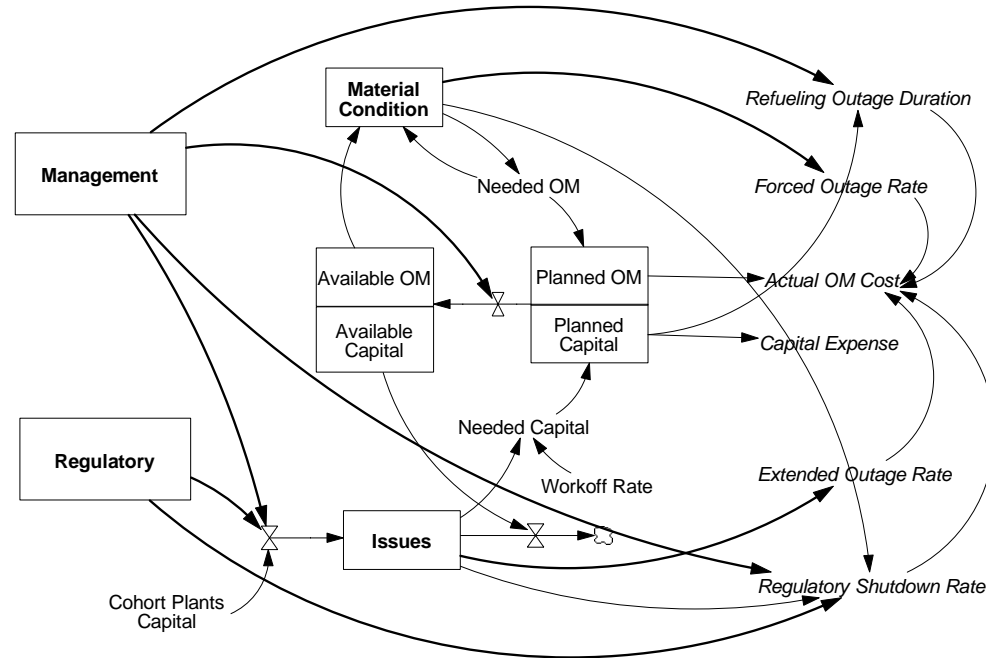 Material
Condition
Refueling Outage Duration
Management
Needed OM
Forced Outage Rate
Available OM
Planned OM
Actual OM Cost
Available
Capital
Planned
Capital
Capital Expense
Needed Capital
Regulatory
Extended Outage Rate
Workoff Rate
Issues
Regulatory Shutdown Rate
Cohort Plants
Capital